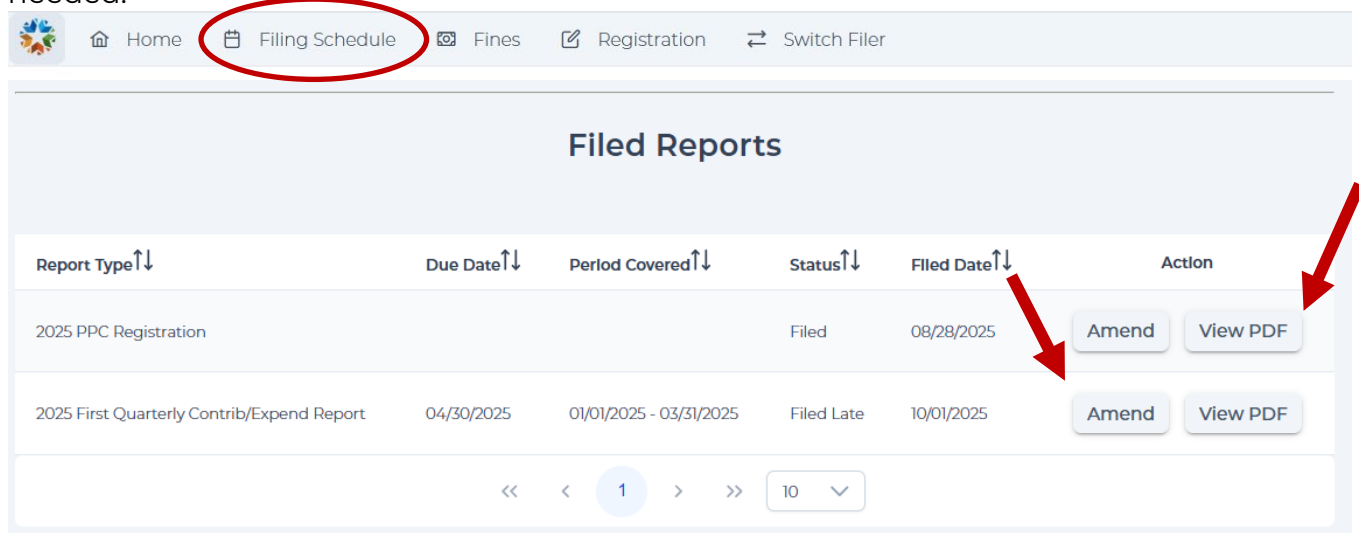 needed.
Home Filing Schedule Fines Registration Switch Filer
Filed Reports
Report Type↑↓ Due Date↑↓ Period Covered↑↓ Status↑↓ Filed Date↑↓ Action
2025 PPC Registration Filed 08/28/2025 Amend View PDF
2025 First Quarterly Contrib/Expend Report 04/30/2025 01/01/2025 - 03/31/2025 Filed Late 10/01/2025 Amend View PDF
<< < 1 > >> 10